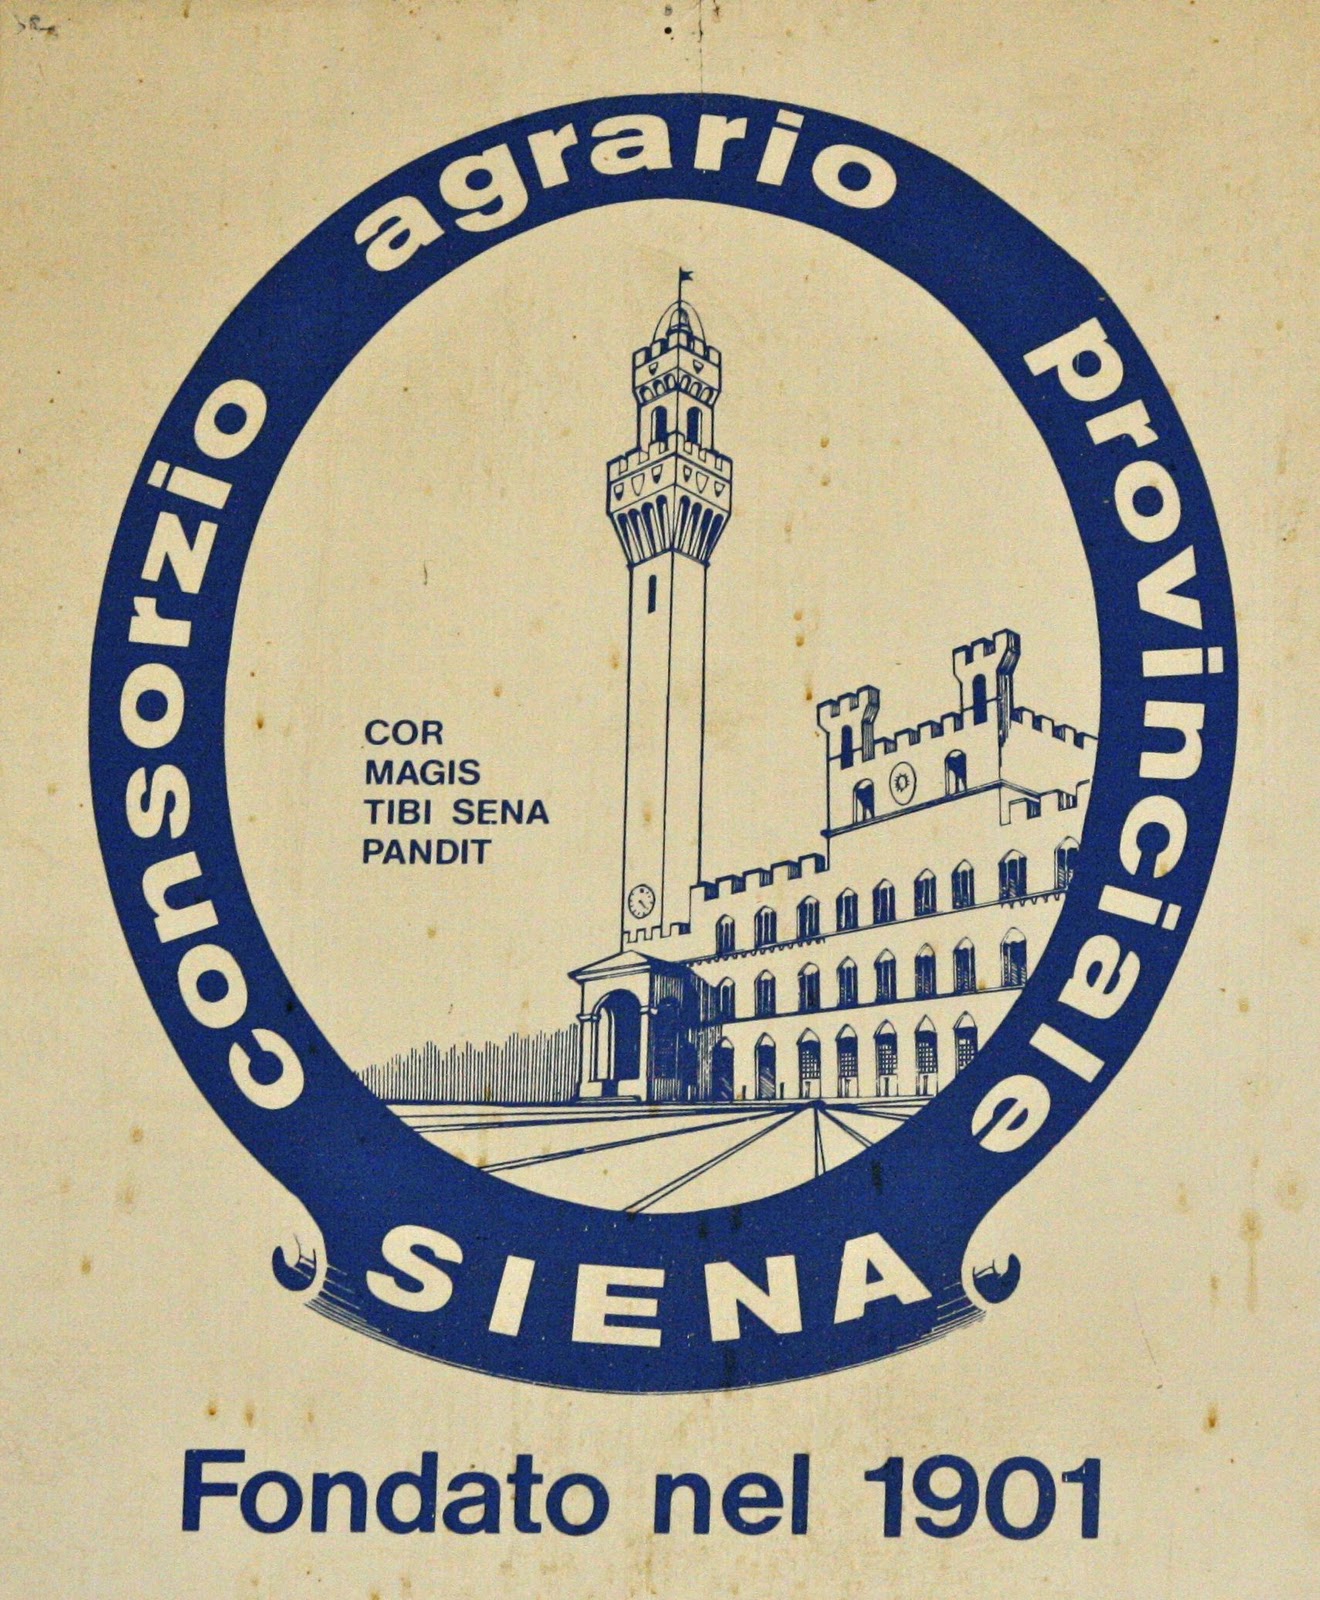 consorzio agrario provinciale
COR
MAGIS
TIBI SENA
PANDIT
SIENA
Fondato nel 1901